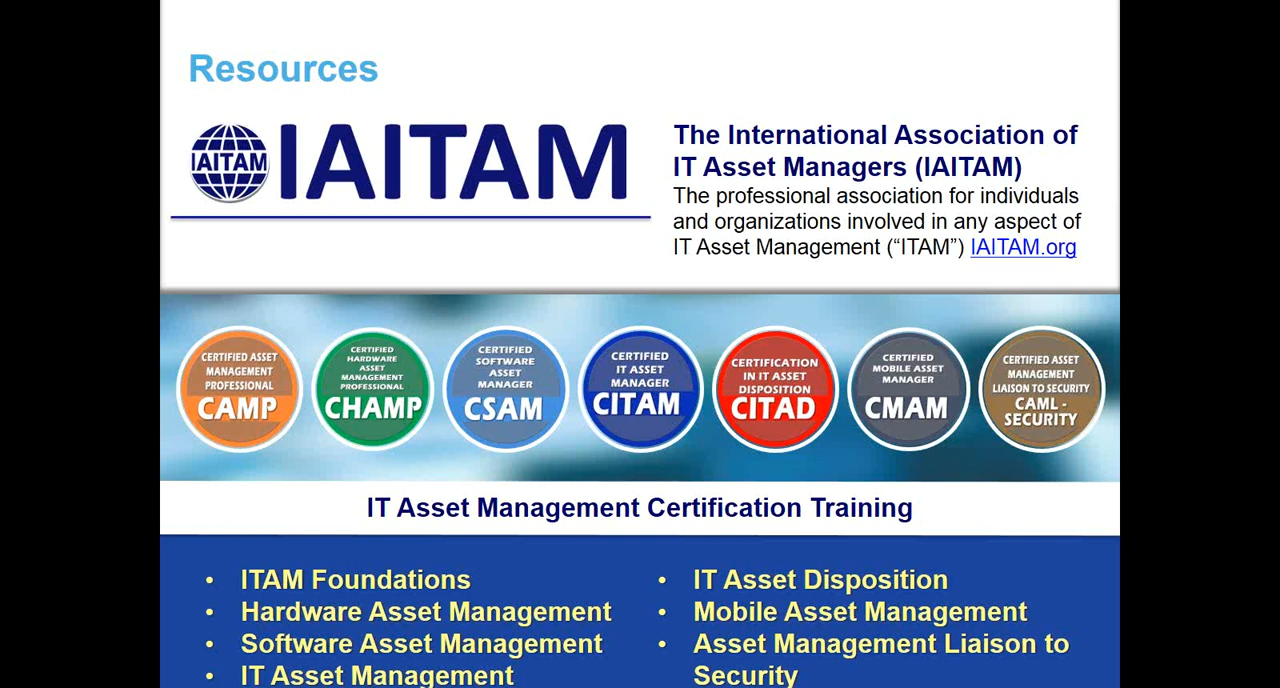 Resources
IAITAM
IAITAM
The International Association of
IT Asset Managers (IAITAM)
The professional association for individuals
and organizations involved in any aspect of
IT Asset Management (“ITAM”) IAITAM.org
CERTIFIED ASSET
MANAGEMENT
PROFESSIONAL
CAMP
CERTIFIED
HARDWARE
ASSET
MANAGEMENT
PROFESSIONAL
CHAMP
CERTIFIED
SOFTWARE
ASSET
MANAGER
CSAM
CERTIFIED
IT ASSET
MANAGER
CITAM
CERTIFICATION
IN IT ASSET
DISPOSITION
CITAD
CERTIFIED
MOBILE ASSET
MANAGER
CMAM
CERTIFIED ASSET
MANAGEMENT
LIAISON TO SECURITY
CAML -
SECURITY
IT Asset Management Certification Training
• ITAM Foundations
• Hardware Asset Management
• Software Asset Management
• IT Asset Management
• IT Asset Disposition
• Mobile Asset Management
• Asset Management Liaison to
Security